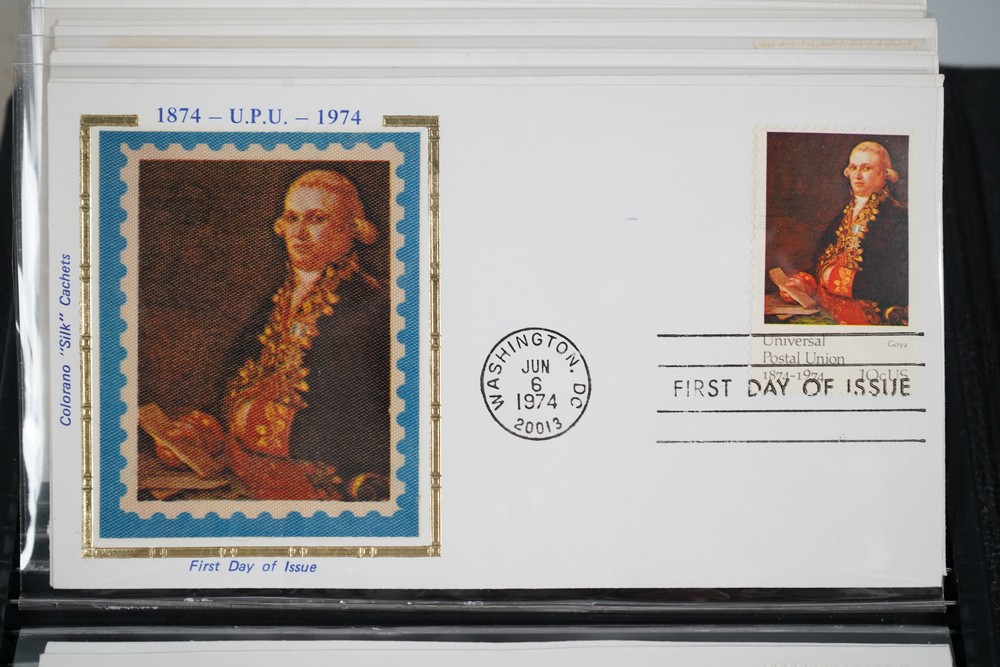 1874 – U.P.U. – 1974
Colorano "Silk" Cachets
First Day of Issue
WASHINGTON, DC
JUN
6
1974
20013
Universal
Goya
Postal Union
1874-1974
10c US
FIRST DAY OF ISSUE